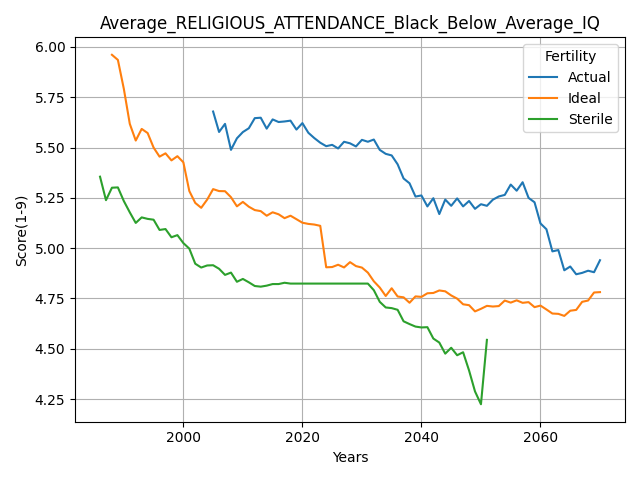 Average_RELIGIOUS_ATTENDANCE_Black_Below_Average_IQ
Fertility
Actual
Ideal
Sterile
Score(1-9)
6.00
5.75
5.50
5.25
5.00
4.75
4.50
4.25
2000 2020 2040 2060
Years